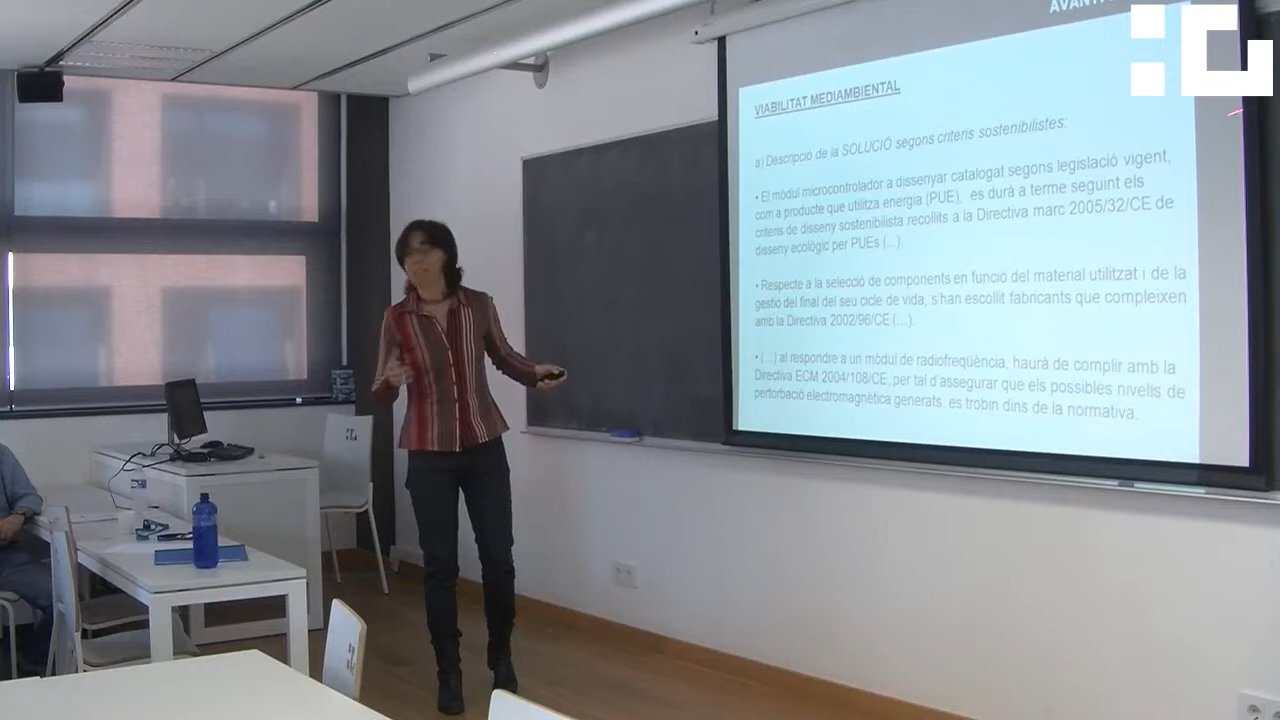 VIABILITAT MEDIAMBIENTAL
a) Descripció de la SOLUCIÓ segons criteris sostenibilistes:
• El mòdul microcontrolador a dissenyar catalogat segons legislació vigent,
com a producte que utilitza energia (PUE), es durà a terme seguint els
criteris de disseny sostenibilista recollits a la Directiva marc 2005/32/CE de
disseny ecològic per PUEs (...).
• Respecte a la selecció de components en funció del material utilitzat i de la
gestió del final del seu cicle de vida, s'han escollit fabricants que compleixen
amb la Directiva 2002/96/CE (...).
• (...) al respondre a un mòdul de radiofreqüència, haurà de complir amb la
Directiva ECM 2004/108/CE, per tal d'assegurar que els possibles nivells de
pertorbació electromagnètica generats, es trobin dins de la normativa.